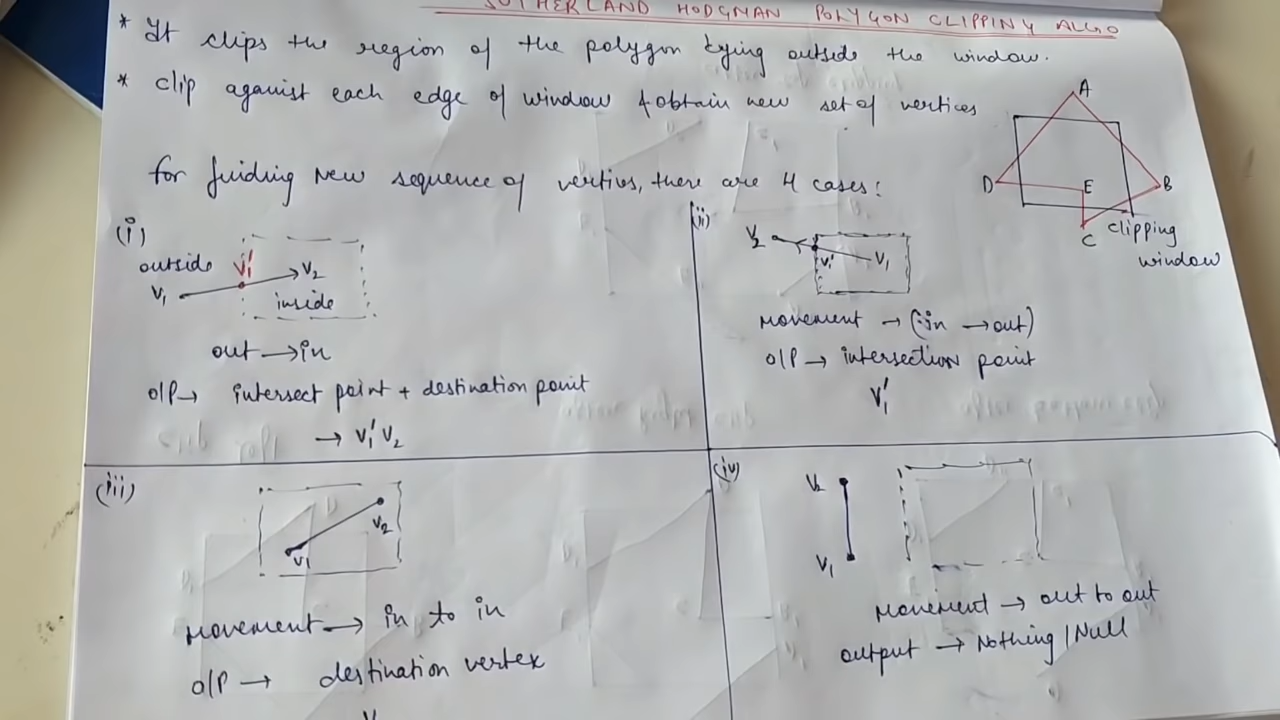 SUTHERLAND HODGMAN POLYGON CLIPPING ALGO
* It clips the region of the polygon lying outside the window.
* clip against each edge of window & obtain new set of vertices
for finding New sequence of vertices, there are 4 cases:
A
D
E
B
C
clipping window
(i)
outside V1'
V1
V2
inside
out → in
O/P → intersect point + destination point
→ V1'V2
(ii)
V2
V1'
V1
Movement → (in → out)
O/P → intersection point
V1'
(iii)
V1
V2
Movement → in to in
O/P → destination vertex
(iv)
V2
V1
Movement → out to out
output → Nothing | Null